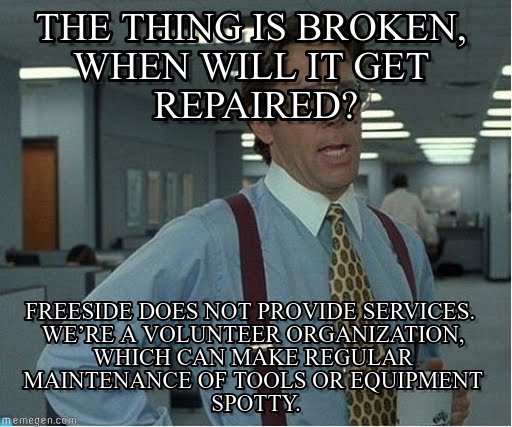 THE THING IS BROKEN,
WHEN WILL IT GET
REPAIRED?
FREESIDE DOES NOT PROVIDE SERVICES.
WE'RE A VOLUNTEER ORGANIZATION,
WHICH CAN MAKE REGULAR
MAINTENANCE OF TOOLS OR EQUIPMENT
SPOTTY.
memegen.com